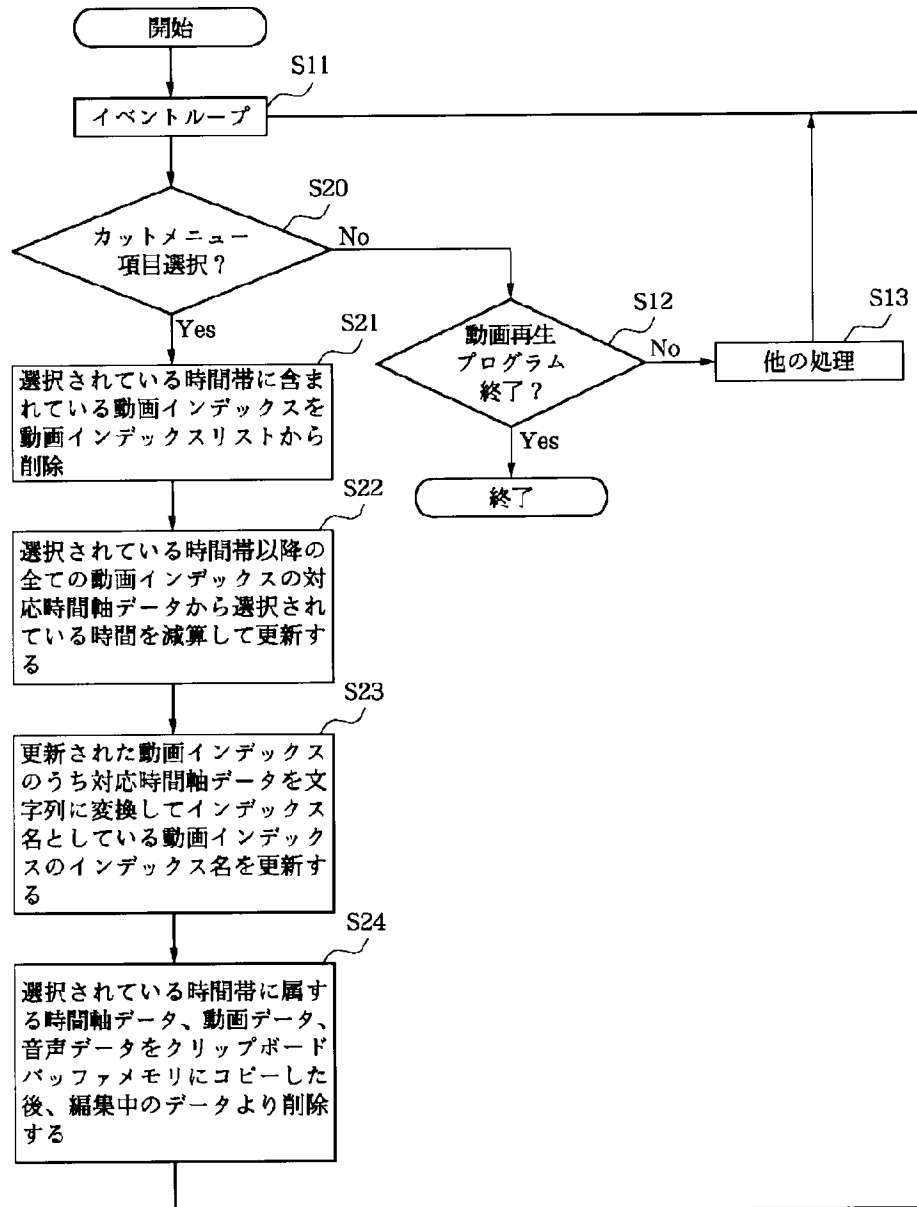 開始
S11
イベントループ
S20
カットメニュー
項目選択?
No
Yes
S12
動画再生
プログラム
終了?
No
Yes
S13
他の処理
終了
S21
選択されている時間帯に含ま
れている動画インデックスを
動画インデックスリストから
削除
S22
選択されている時間帯以降の
全ての動画インデックスの対
応時間軸データから選択され
ている時間を減算して更新す
る
S23
更新された動画インデックス
のうち対応時間軸データを文
字列に変換してインデックス
名としている動画インデック
スのインデックス名を更新す
る
S24
選択されている時間帯に属す
る時間軸データ、動画データ、
音声データをクリップボード
バッファメモリにコピーした
後、編集中のデータより削除
する